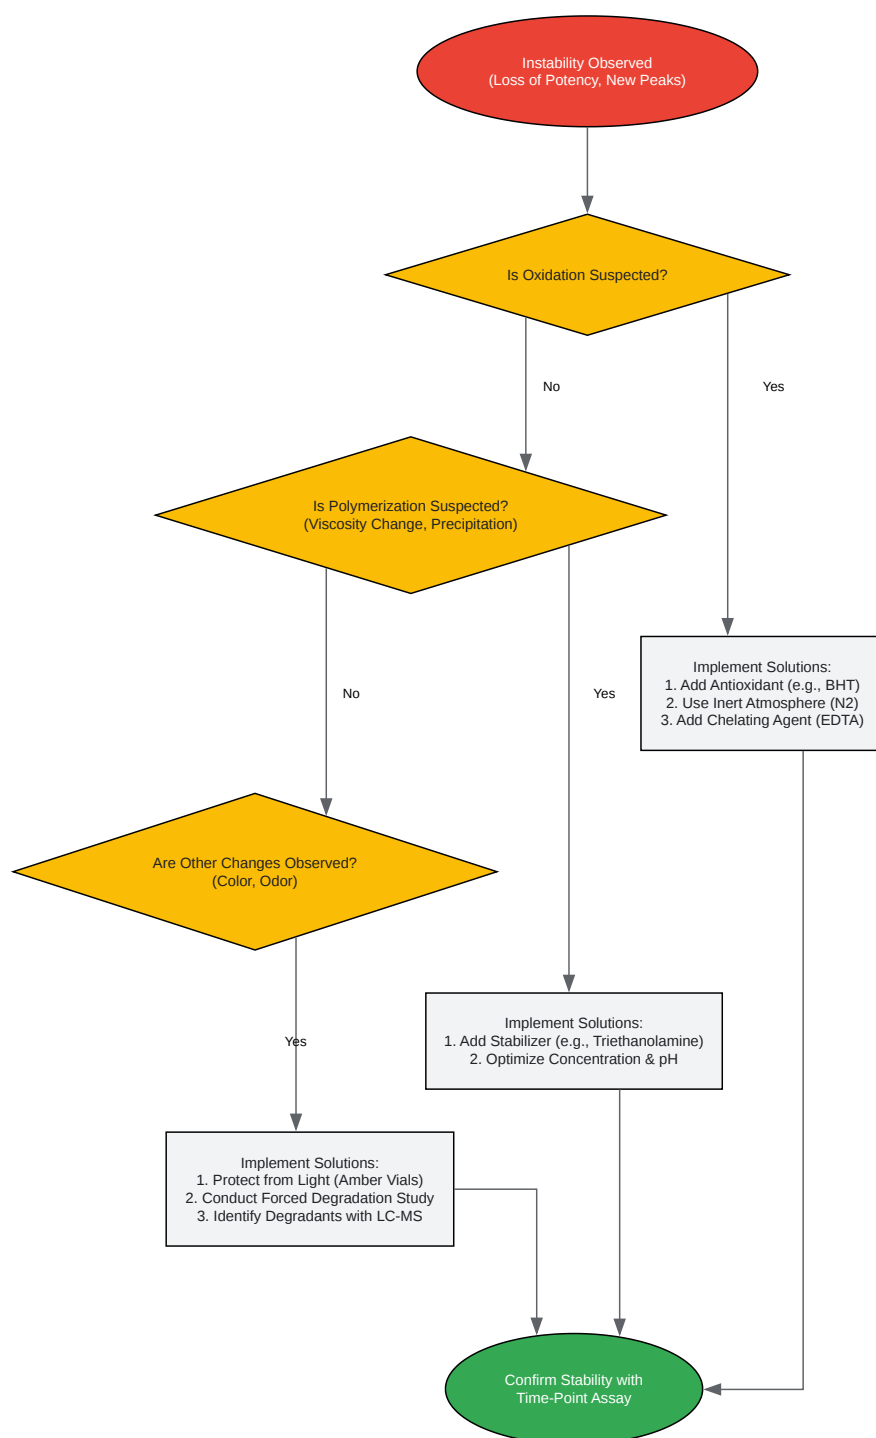 Instability Observed
(Loss of Potency, New Peaks)
Is Oxidation Suspected?
No
Yes
Is Polymerization Suspected?
(Viscosity Change, Precipitation)
Implement Solutions:
1. Add Antioxidant (e.g., BHT)
2. Use Inert Atmosphere (N2)
3. Add Chelating Agent (EDTA)
No
Yes
Are Other Changes Observed?
(Color, Odor)
Implement Solutions:
1. Add Stabilizer (e.g., Triethanolamine)
2. Optimize Concentration & pH
Yes
Implement Solutions:
1. Protect from Light (Amber Vials)
2. Conduct Forced Degradation Study
3. Identify Degradants with LC-MS
Confirm Stability with
Time-Point Assay